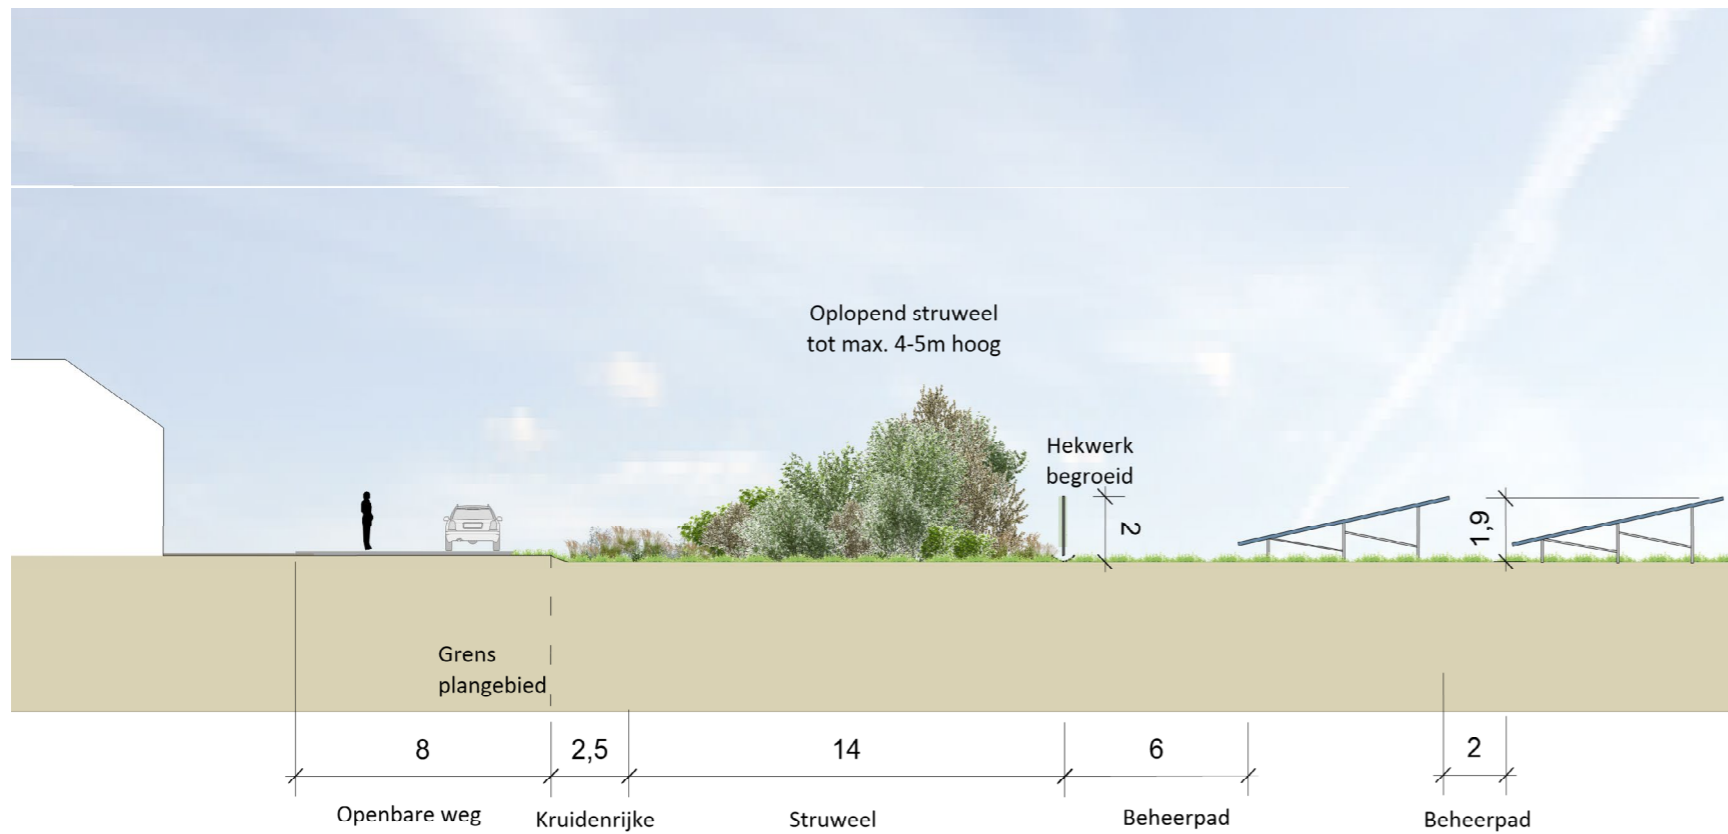 Oplopend struweel
tot max. 4-5m hoog
Hekwerk
begroeid
2
1,9
Grens
plangebied
8
2,5
14
6
2
Openbare weg
Kruidenrijke
Struweel
Beheerpad
Beheerpad